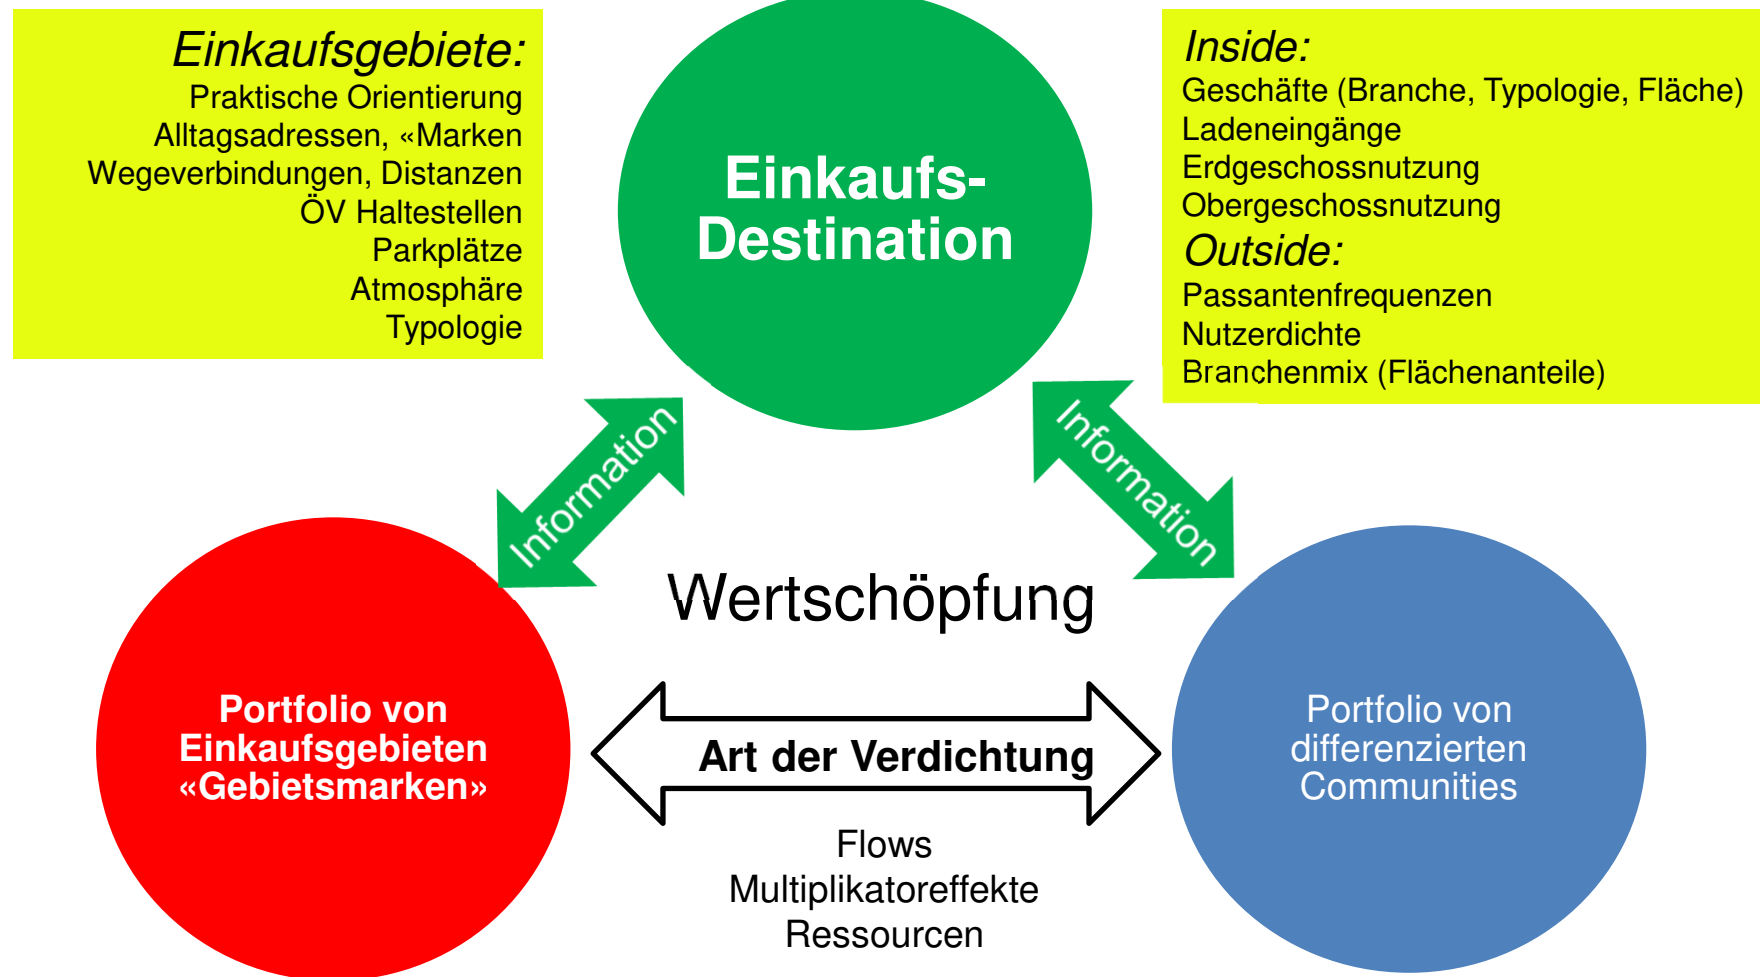 Einkaufsgebiete:
Praktische Orientierung
Alltagsadressen, «Marken
Wegeverbindungen, Distanzen
ÖV Haltestellen
Parkplätze
Atmosphäre
Typologie
Einkaufs-
Destination
Inside:
Geschäfte (Branche, Typologie, Fläche)
Ladeneingänge
Erdgeschossnutzung
Obergeschossnutzung
Outside:
Passantenfrequenzen
Nutzerdichte
Branchenmix (Flächenanteile)
Information
Information
Wertschöpfung
Portfolio von
Einkaufsgebieten
«Gebietsmarken»
Art der Verdichtung
Portfolio von
differenzierten
Communities
Flows
Multiplikatoreffekte
Ressourcen